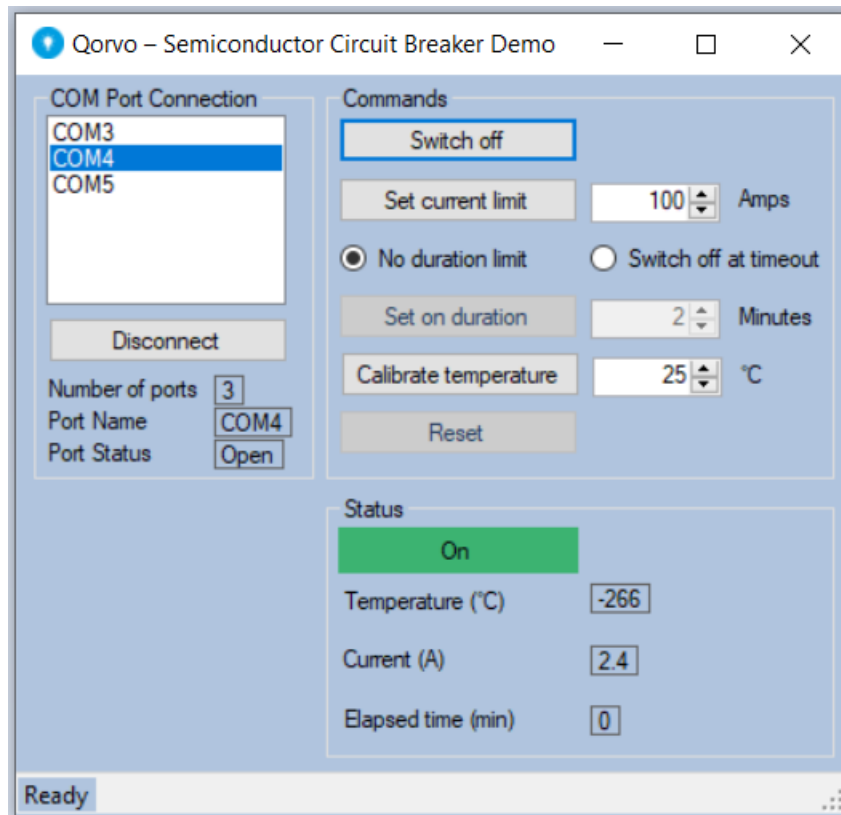 Qorvo – Semiconductor Circuit Breaker Demo
COM Port Connection
COM3
COM4
COM5
Disconnect
Number of ports 3
Port Name COM4
Port Status Open
Commands
Switch off
Set current limit 100 Amps
No duration limit Switch off at timeout
Set on duration 2 Minutes
Calibrate temperature 25 °C
Reset
Status
On
Temperature (°C) -266
Current (A) 2.4
Elapsed time (min) 0
Ready